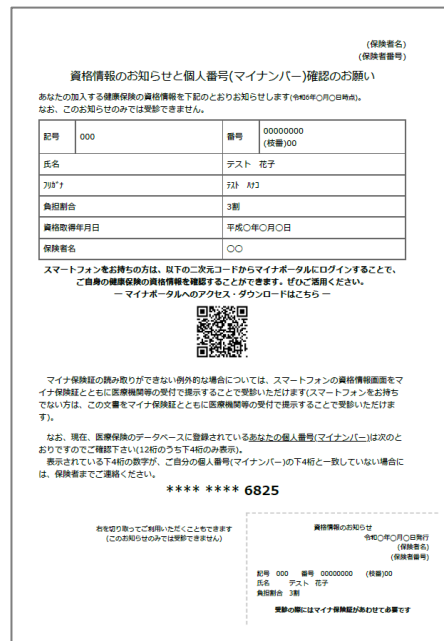 (保険者名)
(保険者番号)
資格情報のお知らせと個人番号(マイナンバー)確認のお願い
あなたの加入する健康保険の資格情報を下記のとおりお知らせします(令和6年〇月〇日時点)。
なお、このお知らせのみでは受診できません。
記号 000 番号 00000000
(枝番)00
氏名 テスト 花子
フリガナ テスト ハナコ
負担割合 3割
資格取得年月日 平成〇年〇月〇日
保険者名 〇〇
スマートフォンをお持ちの方は、以下の二次元コードからマイナポータルにログインすることで、
ご自身の健康保険の資格情報を確認することができます。ぜひご活用ください。
― マイナポータルへのアクセス・ダウンロードはこちら ―
マイナ保険証の読み取りができない例外的な場合については、スマートフォンの資格情報画面をマ
イナ保険証とともに医療機関等の受付で提示することで受診いただけます(スマートフォンをお持ち
でない方は、この文書をマイナ保険証とともに医療機関等の受付で提示することで受診いただけま
す)。
なお、現在、医療保険のデータベースに登録されているあなたの個人番号(マイナンバー)は次のと
おりですのでご確認下さい(12桁のうち下4桁のみ表示)。
表示されている下4桁の数字が、ご自分の個人番号(マイナンバー)の下4桁と一致していない場合に
は、保険者までご連絡ください。
**** **** 6825
右を切り取ってご利用いただくこともできます
(このお知らせのみでは受診できません)
資格情報のお知らせ
令和〇年〇月〇日発行
(保険者名)
(保険者番号)
記号 000 番号 00000000 (枝番)00
氏名 テスト 花子
負担割合 3割
受診の際にはマイナ保険証があわせて必要です